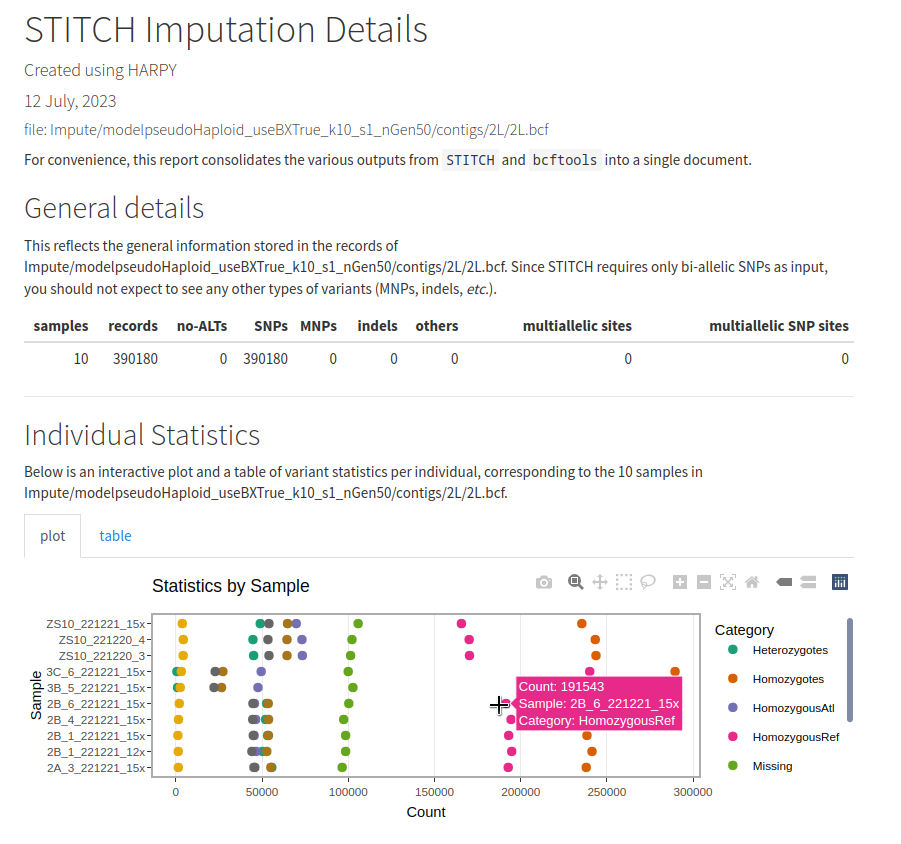 STITCH Imputation Details
Created using HARPY
12 July, 2023
file: Impute/modelpseudoHaploid_useBXTrue_k10_s1_nGen50/contigs/2L/2L.bcf
For convenience, this report consolidates the various outputs from STITCH and bcftools into a single document.
General details
This reflects the general information stored in the records of
Impute/modelpseudoHaploid_useBXTrue_k10_s1_nGen50/contigs/2L/2L.bcf. Since STITCH requires only bi-allelic SNPs as input,
you should not expect to see any other types of variants (MNPs, indels, etc.).
samples records no-ALTs SNPs MNPs indels others multiallelic sites multiallelic SNP sites
10 390180 0 390180 0 0 0 0 0
Individual Statistics
Below is an interactive plot and a table of variant statistics per individual, corresponding to the 10 samples in
Impute/modelpseudoHaploid_useBXTrue_k10_s1_nGen50/contigs/2L/2L.bcf.
plot table
Statistics by Sample
Sample
ZS10_221221_15x
ZS10_221220_4
ZS10_221220_3
3C_6_221221_15x
3B_5_221221_15x
2B_6_221221_15x
2B_4_221221_15x
2B_1_221221_15x
2B_1_221221_12x
2A_3_221221_15x
Count: 191543
Sample: 2B_6_221221_15x
Category: HomozygousRef
0 50000 100000 150000 200000 250000 300000
Count
Category
Heterozygotes
Homozygotes
HomozygousAtl
HomozygousRef
Missing